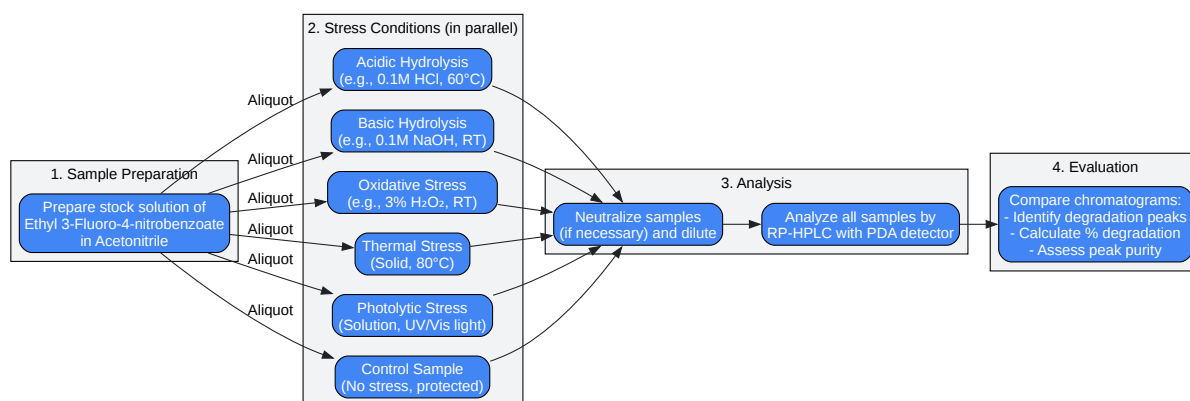 1. Sample Preparation
Prepare stock solution of
Ethyl 3-Fluoro-4-nitrobenzoate
in Acetonitrile
Aliquot
Aliquot
Aliquot
Aliquot
Aliquot
Aliquot
2. Stress Conditions (in parallel)
Acidic Hydrolysis
(e.g., 0.1M HCl, 60°C)
Basic Hydrolysis
(e.g., 0.1M NaOH, RT)
Oxidative Stress
(e.g., 3% H₂O₂, RT)
Thermal Stress
(Solid, 80°C)
Photolytic Stress
(Solution, UV/Vis light)
Control Sample
(No stress, protected)
3. Analysis
Neutralize samples
(if necessary) and dilute
Analyze all samples by
RP-HPLC with PDA detector
4. Evaluation
Compare chromatograms:
- Identify degradation peaks
- Calculate % degradation
- Assess peak purity